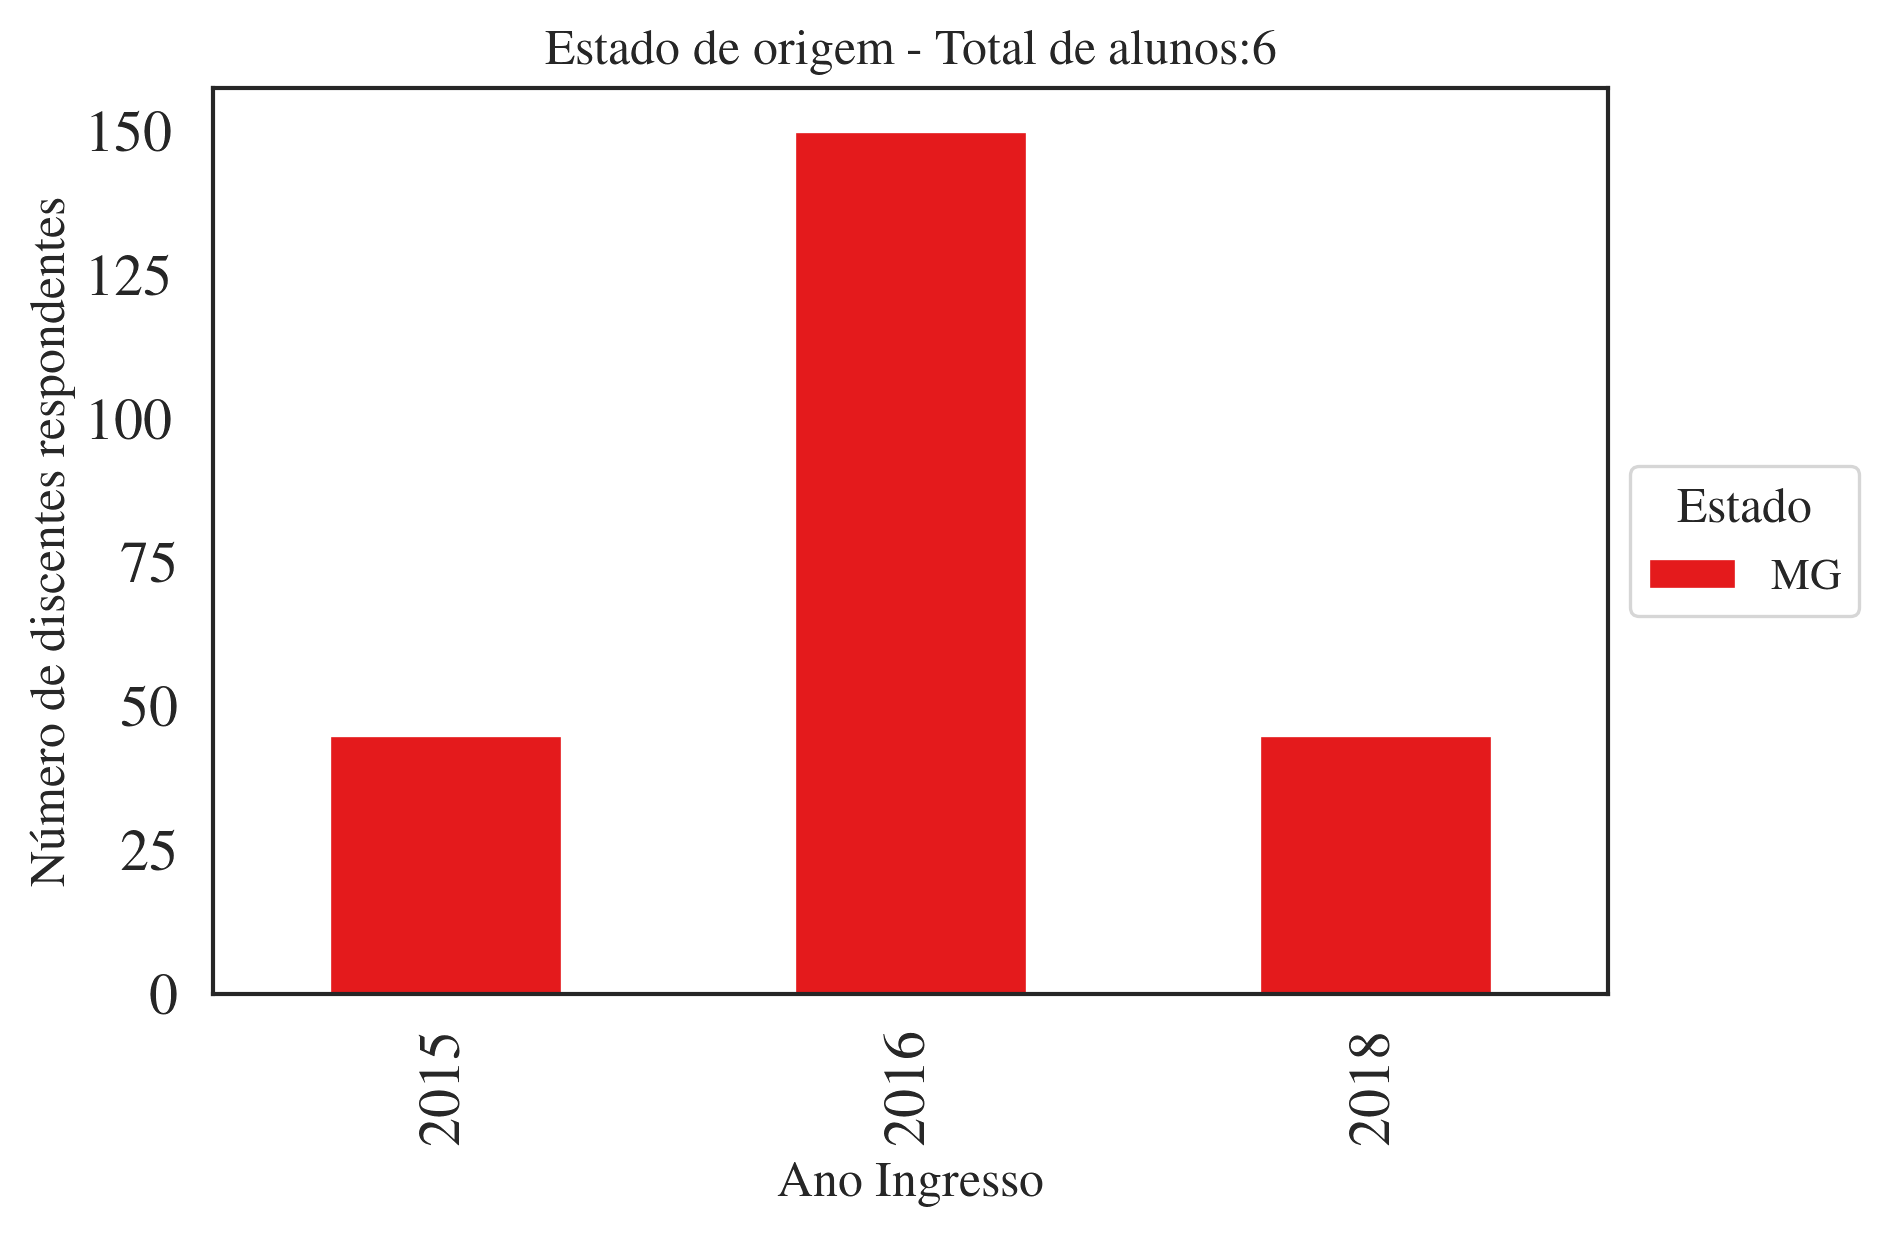 Estado de origem - Total de alunos:6
Número de discentes respondentes
150
125
100
75
50
25
0
2015
2016
2018
Ano Ingresso
Estado
MG